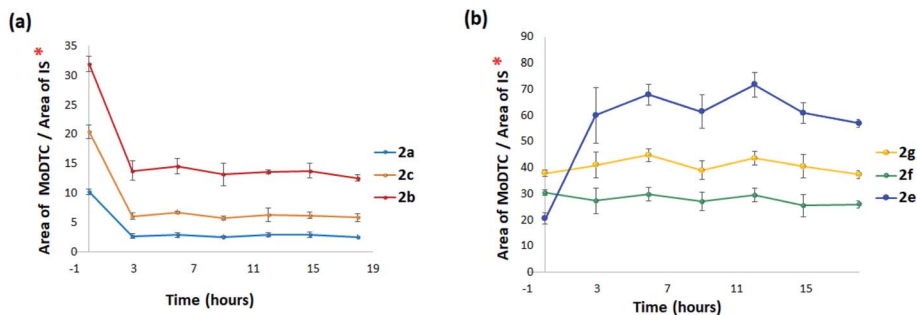 (a)
Area of MoDTC / Area of IS *
35
30
25
20
15
10
5
0
-1 3 7 11 15 19
Time (hours)
2a
2c
2b
(b)
Area of MoDTC / Area of IS *
90
80
70
60
50
40
30
20
10
0
-1 3 7 11 15
Time (hours)
2g
2f
2e